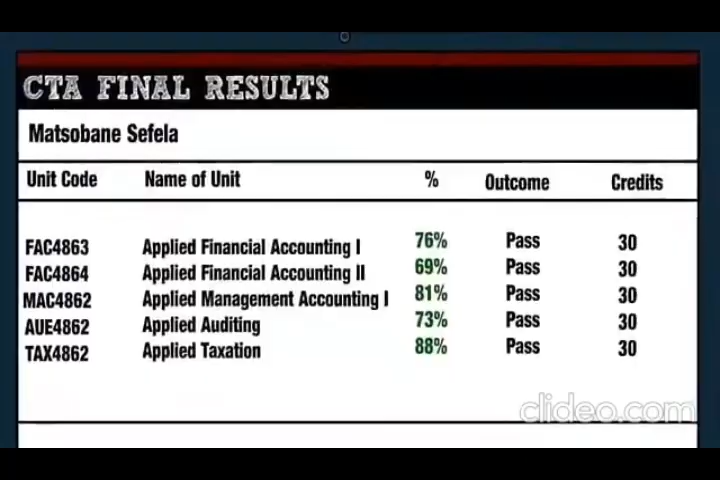 CTA FINAL RESULTS
Matsobane Sefela
Unit Code Name of Unit % Outcome Credits
FAC4863 Applied Financial Accounting I 76% Pass 30
FAC4864 Applied Financial Accounting II 69% Pass 30
MAC4862 Applied Management Accounting I 81% Pass 30
AUE4862 Applied Auditing 73% Pass 30
TAX4862 Applied Taxation 88% Pass 30
clideo.com